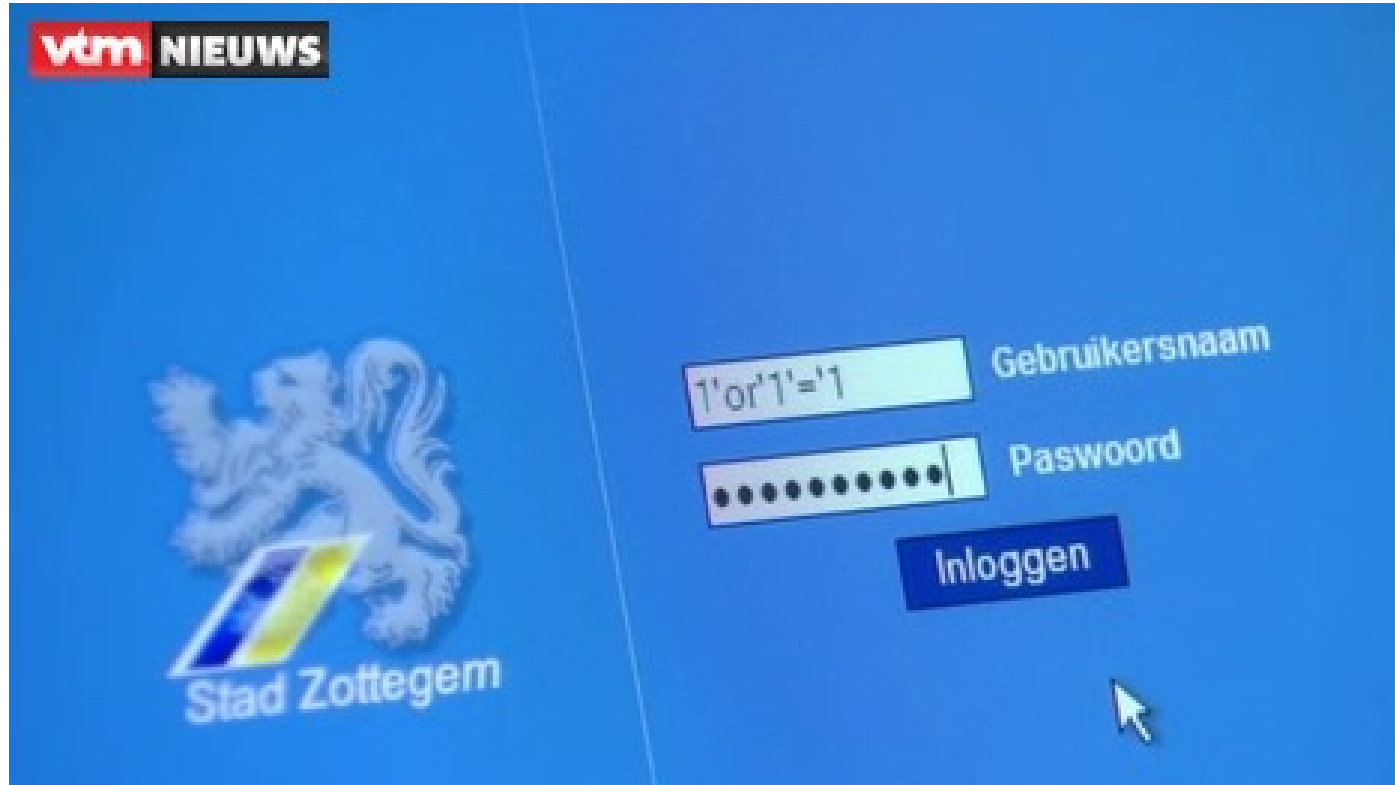 vtm NIEUWS
1'or'1'='1 Gebruikersnaam
•••••••••• Paswoord
Inloggen
Stad Zottegem